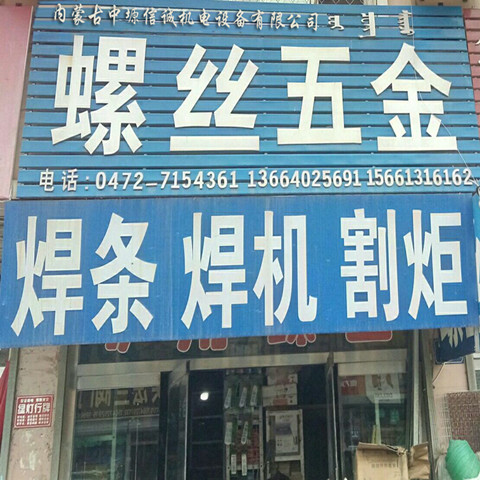 内蒙古中塬信诚机电设备有限公司
螺丝五金
电话:0472-7154361 13664025691 15661316162
焊条 焊机 割炬